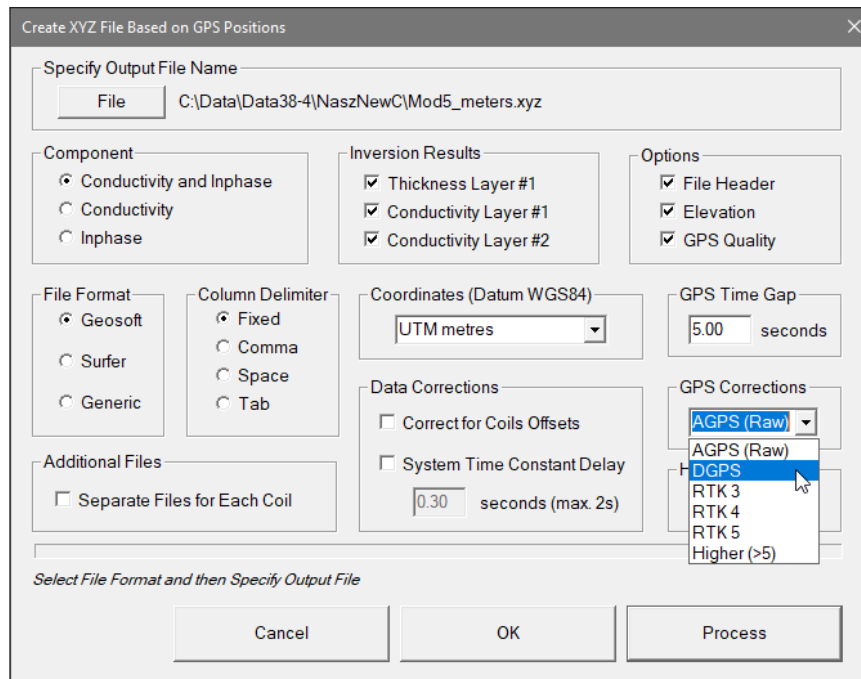 Create XYZ File Based on GPS Positions
Specify Output File Name
File
C:\Data\Data38-4\NaszNewC\Mod5_meters.xyz
Component
Conductivity and Inphase
Conductivity
Inphase
Inversion Results
Thickness Layer #1
Conductivity Layer #1
Conductivity Layer #2
Options
File Header
Elevation
GPS Quality
File Format
Geosoft
Surfer
Generic
Column Delimiter
Fixed
Comma
Space
Tab
Coordinates (Datum WGS84)
UTM metres
GPS Time Gap
5.00 seconds
Data Corrections
Correct for Coils Offsets
System Time Constant Delay
0.30 seconds (max. 2s)
GPS Corrections
AGPS (Raw)
AGPS (Raw)
DGPS
RTK 3
RTK 4
RTK 5
Higher (>5)
Additional Files
Separate Files for Each Coil
Select File Format and then Specify Output File
Cancel
OK
Process